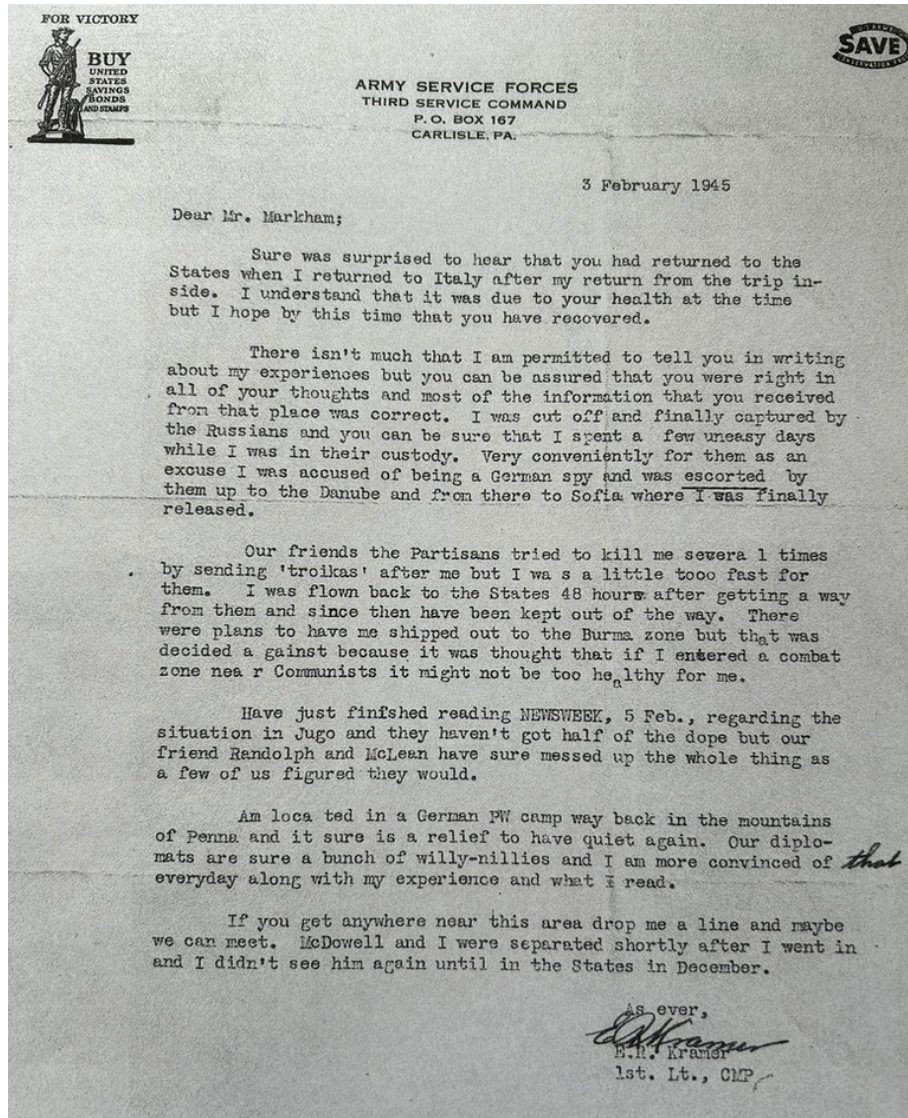 FOR VICTORY
BUY
UNITED
STATES
SAVINGS
BONDS
AND STAMPS
SAVE
ARMY SERVICE FORCES
THIRD SERVICE COMMAND
P. O. BOX 167
CARLISLE, PA.
3 February 1945
Dear Mr. Markham;
Sure was surprised to hear that you had returned to the
States when I returned to Italy after my return from the trip in-
side. I understand that it was due to your health at the time
but I hope by this time that you have recovered.
There isn't much that I am permitted to tell you in writing
about my experiences but you can be assured that you were right in
all of your thoughts and most of the information that you received
from that place was correct. I was cut off and finally captured by
the Russians and you can be sure that I spent a few uneasy days
while I was in their custody. Very conveniently for them as an
excuse I was accused of being a German spy and was escorted by
them up to the Danube and from there to Sofia where I was finally
released.
Our friends the Partisans tried to kill me severa l times
by sending 'troikas' after me but I wa s a little tooo fast for
them. I was flown back to the States 48 hours after getting a way
from them and since then have been kept out of the way. There
were plans to have me shipped out to the Burma zone but that was
decided a gainst because it was thought that if I entered a combat
zone nea r Communists it might not be too healthy for me.
Have just finfshed reading NEWSWEEK, 5 Feb., regarding the
situation in Jugo and they haven't got half of the dope but our
friend Randolph and McLean have sure messed up the whole thing as
a few of us figured they would.
Am loca ted in a German PW camp way back in the mountains
of Penna and it sure is a relief to have quiet again. Our diplo-
mats are sure a bunch of willy-nillies and I am more convinced of that
everyday along with my experience and what I read.
If you get anywhere near this area drop me a line and maybe
we can meet. McDowell and I were separated shortly after I went in
and I didn't see him again until in the States in December.
As ever,
E R Kramer
E.R. Kramer
1st. Lt., CMP